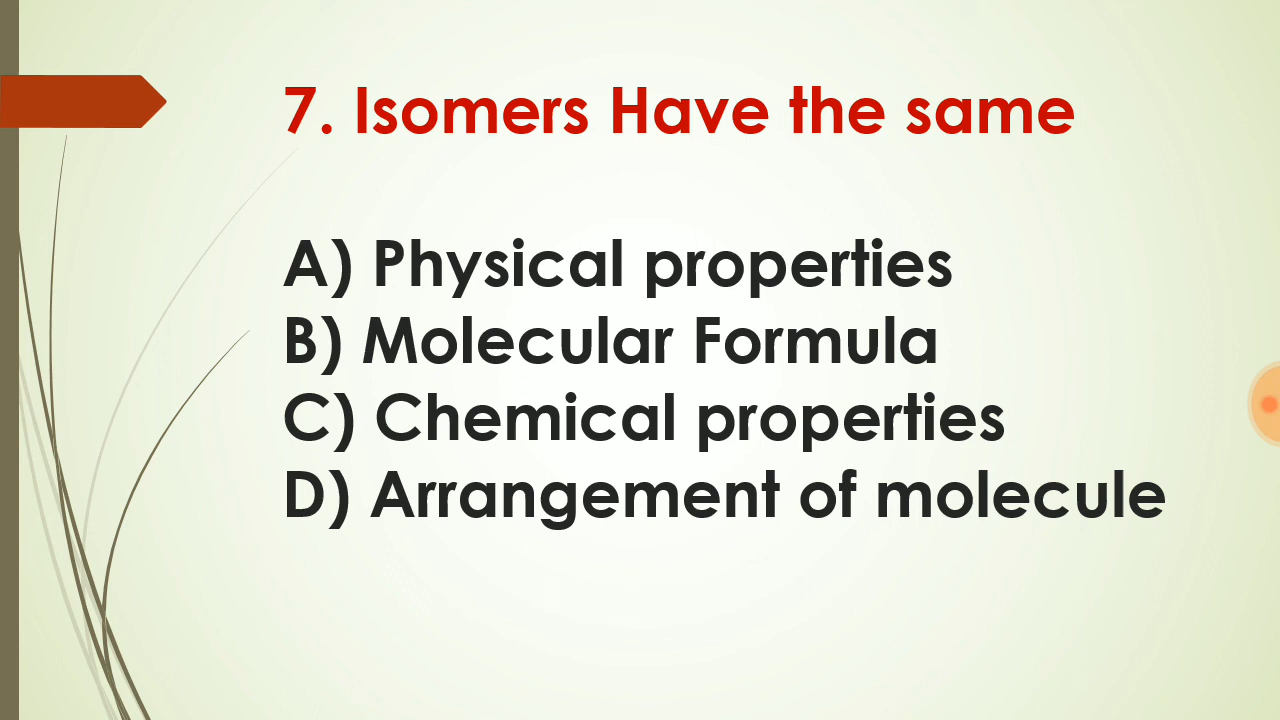 7. Isomers Have the same
A) Physical properties
B) Molecular Formula
C) Chemical properties
D) Arrangement of molecule